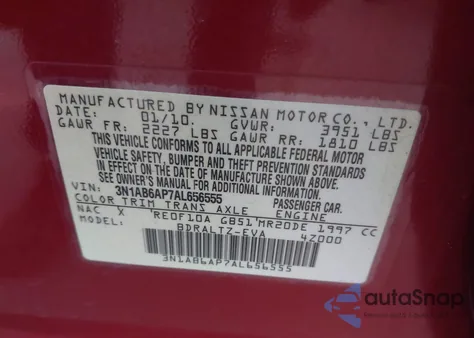 MANUFACTURED BY NISSAN MOTOR CO., LTD.
DATE: 01/10. GVWR: 3951 LBS
GAWR FR: 2227 LBS GAWR RR: 1810 LBS
THIS VEHICLE CONFORMS TO ALL APPLICABLE FEDERAL MOTOR
VEHICLE SAFETY, BUMPER AND THEFT PREVENTION STANDARDS
IN EFFECT ON THE DATE OF MANUFACTURE SHOWN ABOVE.
SEE OWNER'S MANUAL FOR ADDITIONAL INFORMATION.
VIN: 3N1AB6AP7AL656555 PASSENGER CAR.
COLOR TRIM TRANS AXLE ENGINE
NAC X RE0F10A GB51 MR20DE 1997 CC
MODEL: BDRALTZ-EVA 4Z000
3N1AB6AP7AL656555
autoSnap